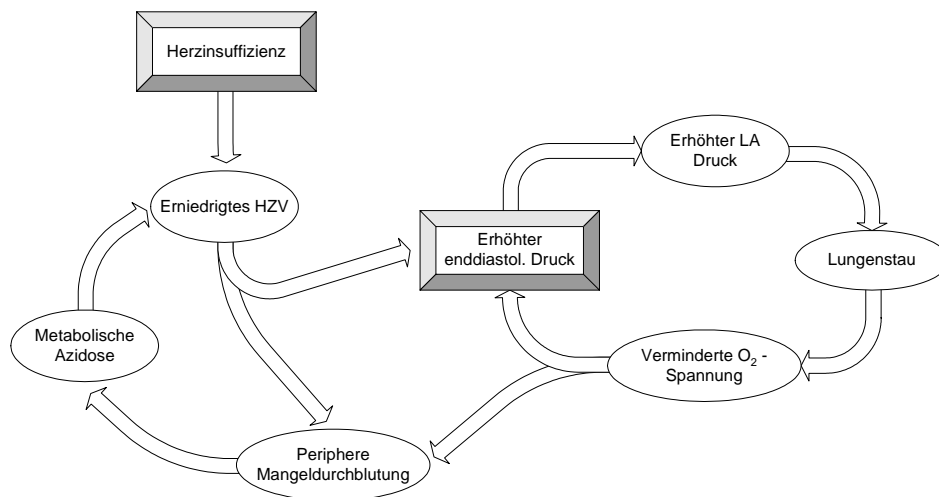 Herzinsuffizienz
Erhöhter LA
Druck
Erniedrigtes HZV
Erhöhter
enddiastol. Druck
Lungenstau
Metabolische
Azidose
Verminderte O₂ -
Spannung
Periphere
Mangeldurchblutung